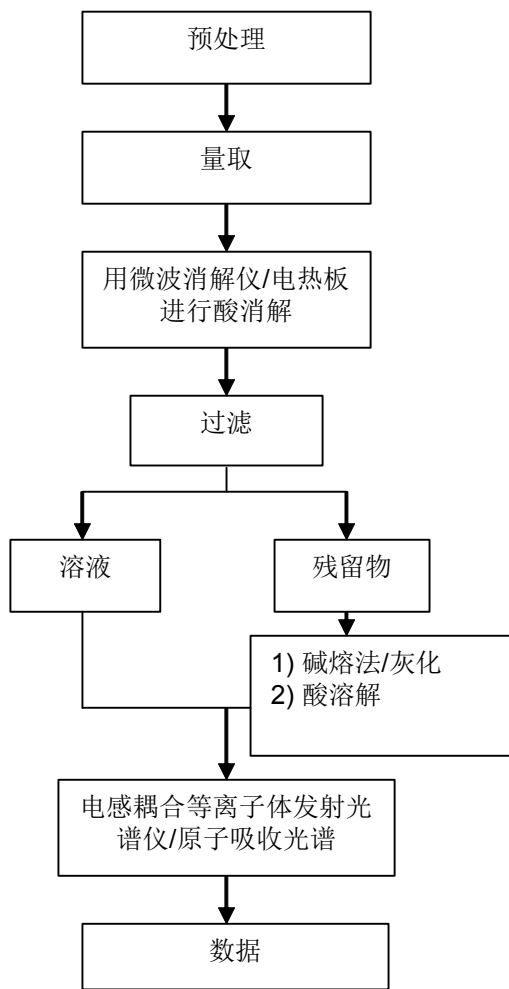 预处理
量取
用微波消解仪/电热板
进行酸消解
过滤
溶液
残留物
1) 碱熔法/灰化
2) 酸溶解
电感耦合等离子体发射光
谱仪/原子吸收光谱
数据